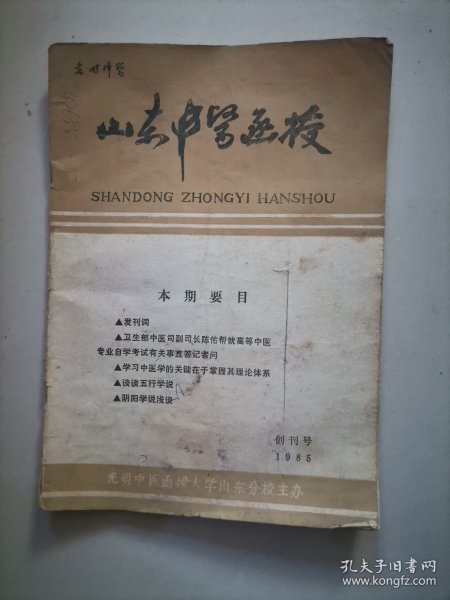 光明中医
山东中医函授
SHANDONG ZHONGYI HANSHOU
本期要目
▲发刊词
▲卫生部中医司副司长陈佑帮就高等中医
专业自学考试有关事宜答记者问
▲学习中医学的关键在于掌握其理论体系
▲谈谈五行学说
▲阴阳学说浅谈
创刊号
1985
光明中医函授大学山东分校主办
孔夫子旧书网
www.kongfz.com